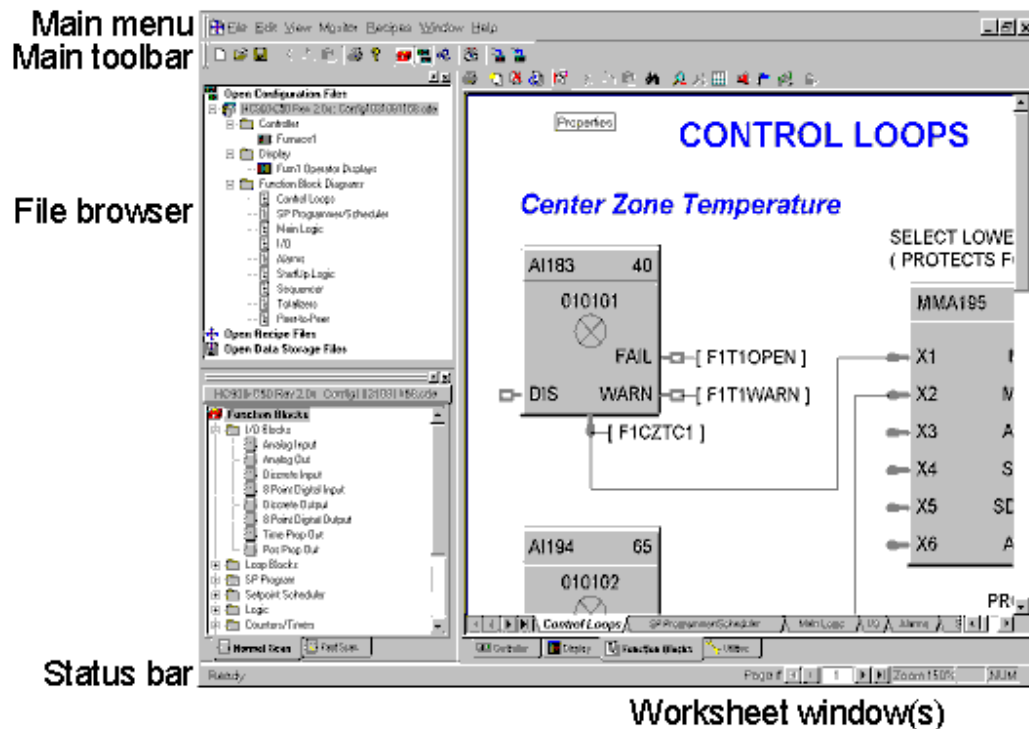 Main menu
File Edit View Monitor Recipes Window Help
Main toolbar
Open Configuration Files
Controller
Furnace1
Display
Furn1 Operator Displays
Function Block Diagrams
Control Loops
SP Programmer/Scheduler
Main Logic
I/O
Alarms
StartUp Logic
Sequencer
Totalizers
Peer-to-Peer
Open Recipe Files
Open Data Storage Files
File browser
Function Blocks
I/O Blocks
Analog Input
Analog Out
Discrete Input
8 Point Digital Input
Discrete Output
8 Point Digital Output
Time Prop Out
Pos Prop Out
Loop Blocks
SP Program
Setpoint Scheduler
Logic
Counters/Timers
Normal Scan Fast Scan
Properties
CONTROL LOOPS
Center Zone Temperature
SELECT LOWE
( PROTECTS F
AI183 40
010101
FAIL [ F1T1OPEN ]
DIS WARN [ F1T1WARN ]
[ F1CZTC1 ]
MMA195
X1
X2 M
X3 A
X4 S
X5 SD
X6 A
AI194 65
010102
PR
Control Loops SP Programmer/Scheduler Main Logic I/O Alarms
Controller Display Function Blocks Utilities
Status bar
Ready Page # 1 Zoom 150% NUM
Worksheet window(s)